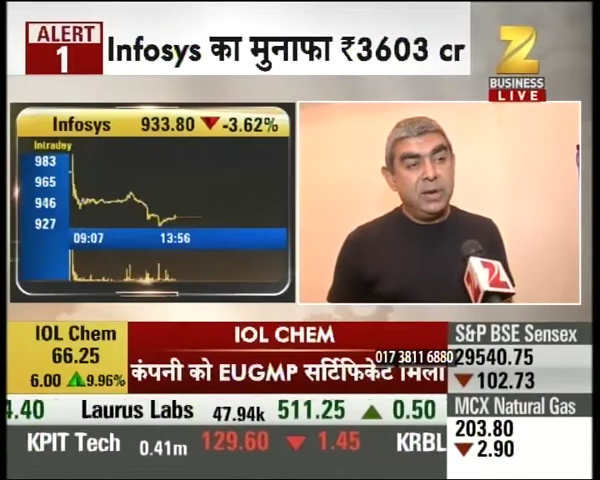 ALERT
1
Infosys का मुनाफा ₹3603 cr
Z
BUSINESS
LIVE
Infosys 933.80 ▼ -3.62%
Intraday
983
965
946
927
09:07 13:56
IOL Chem
66.25
6.00 ▲ 9.96%
IOL CHEM
017 3811 6880
कंपनी को EUGMP सर्टिफिकेट मिला
S&P BSE Sensex
29540.75
▼ 102.73
MCX Natural Gas
203.80
▼ 2.90
4.40 Laurus Labs 47.94k 511.25 ▲ 0.50
KPIT Tech 0.41m 129.60 ▼ 1.45 KRBL